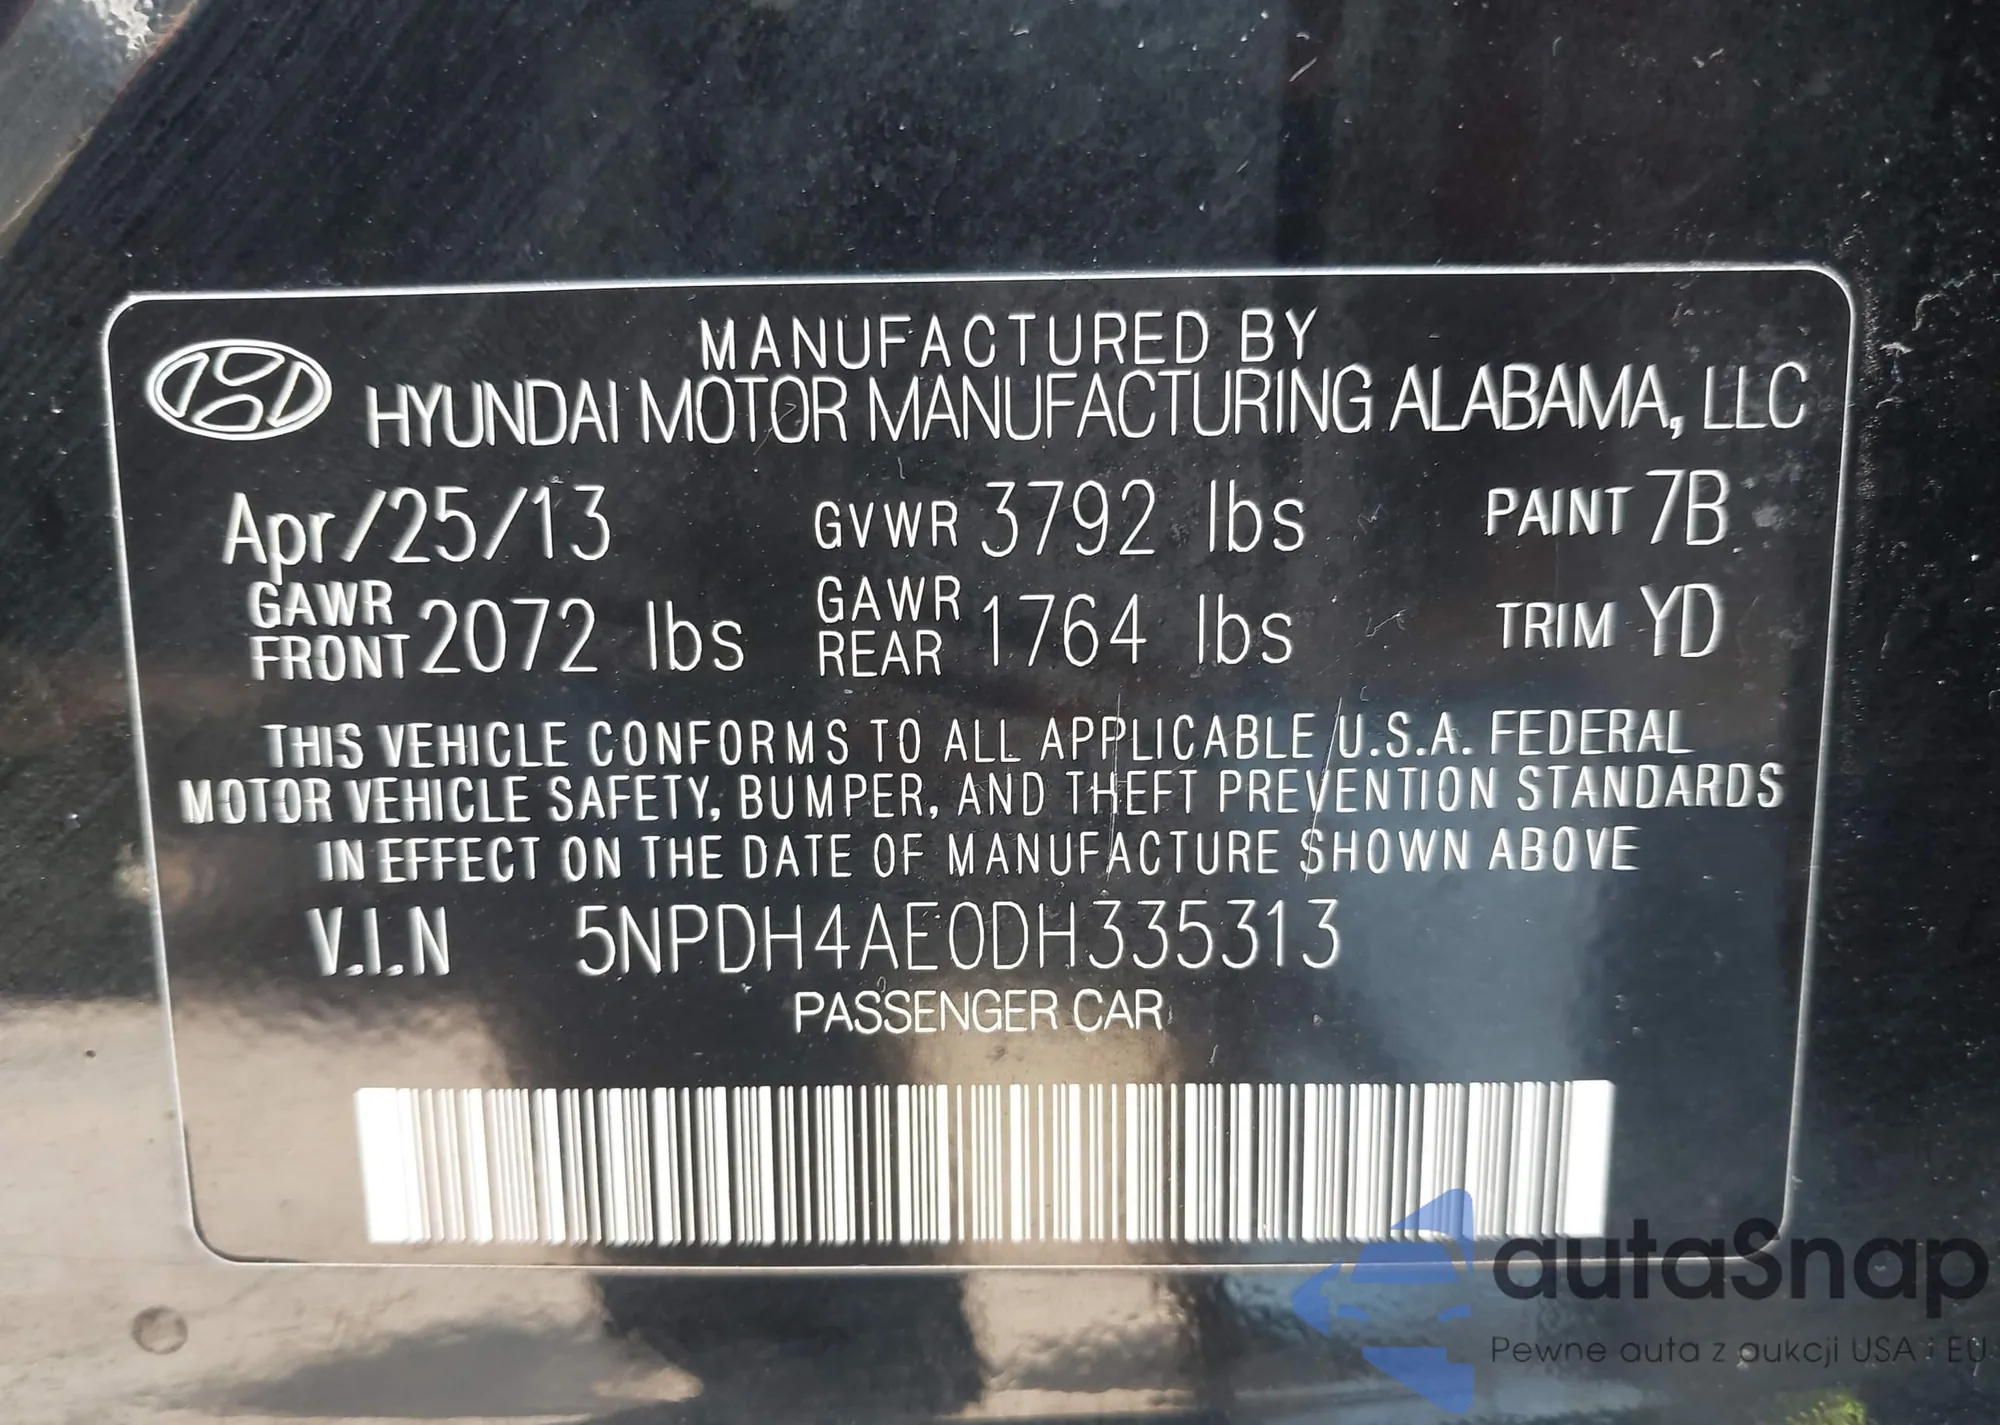 MANUFACTURED BY
HYUNDAI MOTOR MANUFACTURING ALABAMA, LLC
Apr/25/13 GVWR 3792 lbs PAINT 7B
GAWR FRONT 2072 lbs GAWR REAR 1764 lbs TRIM YD
THIS VEHICLE CONFORMS TO ALL APPLICABLE U.S.A. FEDERAL
MOTOR VEHICLE SAFETY, BUMPER, AND THEFT PREVENTION STANDARDS
IN EFFECT ON THE DATE OF MANUFACTURE SHOWN ABOVE
V.I.N 5NPDH4AE0DH335313
PASSENGER CAR
autaSnap
Pewne auta z aukcji USA i EU